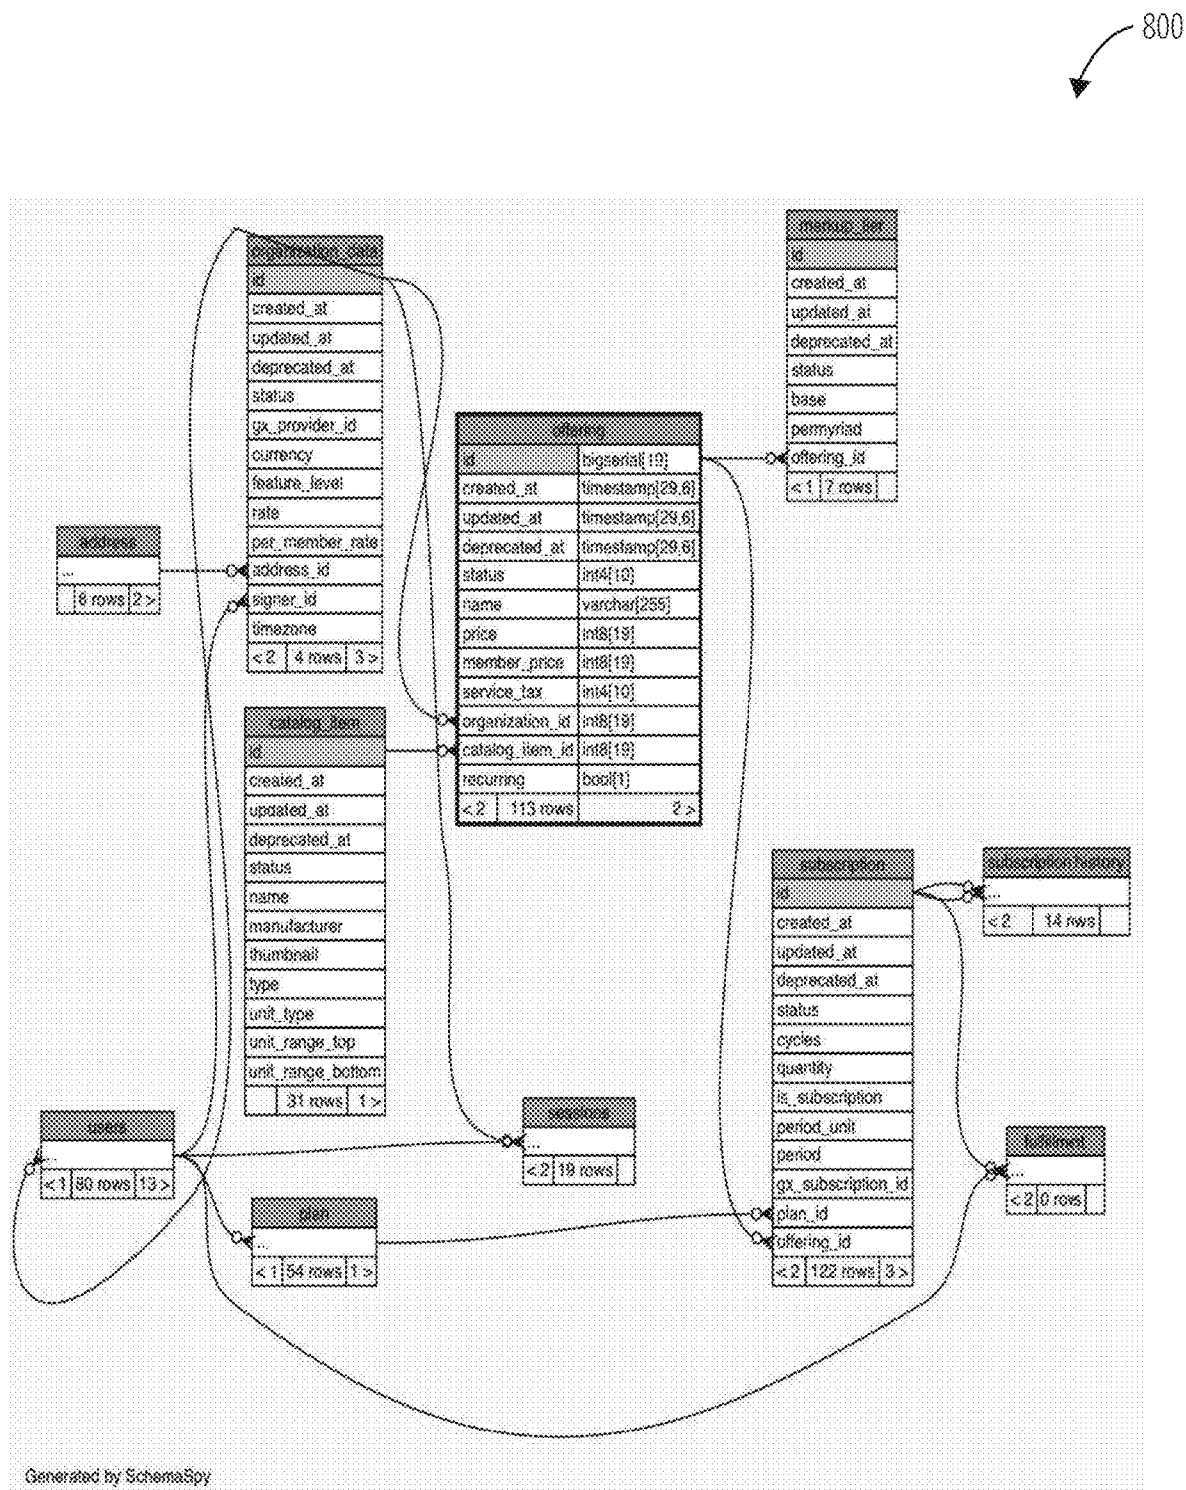 800
organization_data
id
created_at
updated_at
deprecated_at
status
gx_provider_id
currency
feature_level
rate
per_member_rate
address_id
signer_id
timezone
< 2 4 rows 3 >
id
created_at
updated_at
deprecated_at
status
base
permyriad
offering_id
< 1 7 rows
offering
id bigserial[19]
created_at timestamp[29,6]
updated_at timestamp[29,6]
deprecated_at timestamp[29,6]
status int4[10]
name varchar[255]
price int8[19]
member_price int8[19]
service_tax int4[10]
organization_id int8[19]
catalog_item_id int8[19]
recurring bool[1]
< 2 113 rows 2 >
address
...
rows 2 >
catalog_item
id
created_at
updated_at
deprecated_at
status
name
manufacturer
thumbnail
type
unit_type
unit_range_top
unit_range_bottom
31 rows 1 >
subscription
id
created_at
updated_at
deprecated_at
status
cycles
quantity
is_subscription
period_unit
period
gx_subscription_id
plan_id
offering_id
< 2 122 rows 3 >
subscription history
...
< 2 14 rows
users
...
< 1 80 rows 13 >
sessions
...
< 2 19 rows
...
< 2 0 rows
plan
...
< 1 54 rows 1 >
Generated by SchemaSpy